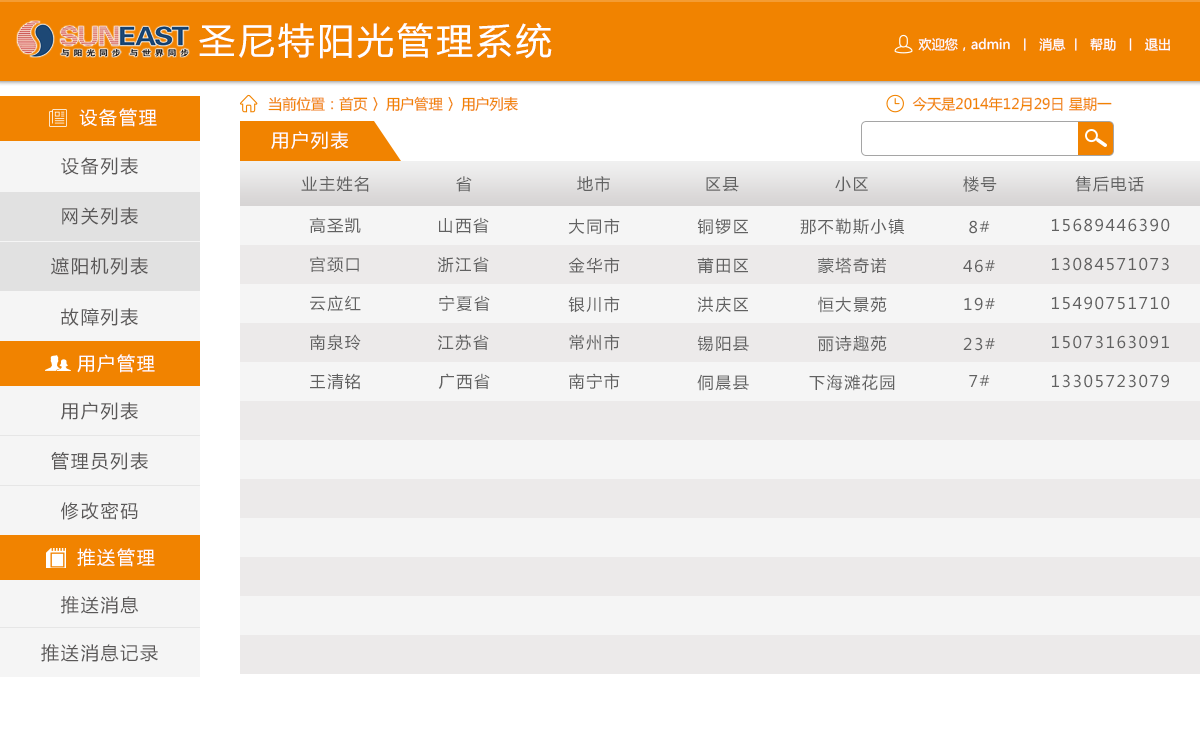 SUNEAST
与阳光同步 与世界同步
圣尼特阳光管理系统
欢迎您，admin | 消息 | 帮助 | 退出
当前位置：首页 〉用户管理 〉用户列表
今天是2014年12月29日 星期一
设备管理
设备列表
网关列表
遮阳机列表
故障列表
用户管理
用户列表
管理员列表
修改密码
推送管理
推送消息
推送消息记录
用户列表
业主姓名 省 地市 区县 小区 楼号 售后电话
高圣凯 山西省 大同市 铜锣区 那不勒斯小镇 8# 15689446390
宫颈口 浙江省 金华市 莆田区 蒙塔奇诺 46# 13084571073
云应红 宁夏省 银川市 洪庆区 恒大景苑 19# 15490751710
南泉玲 江苏省 常州市 锡阳县 丽诗趣苑 23# 15073163091
王清铭 广西省 南宁市 侗晨县 下海滩花园 7# 13305723079